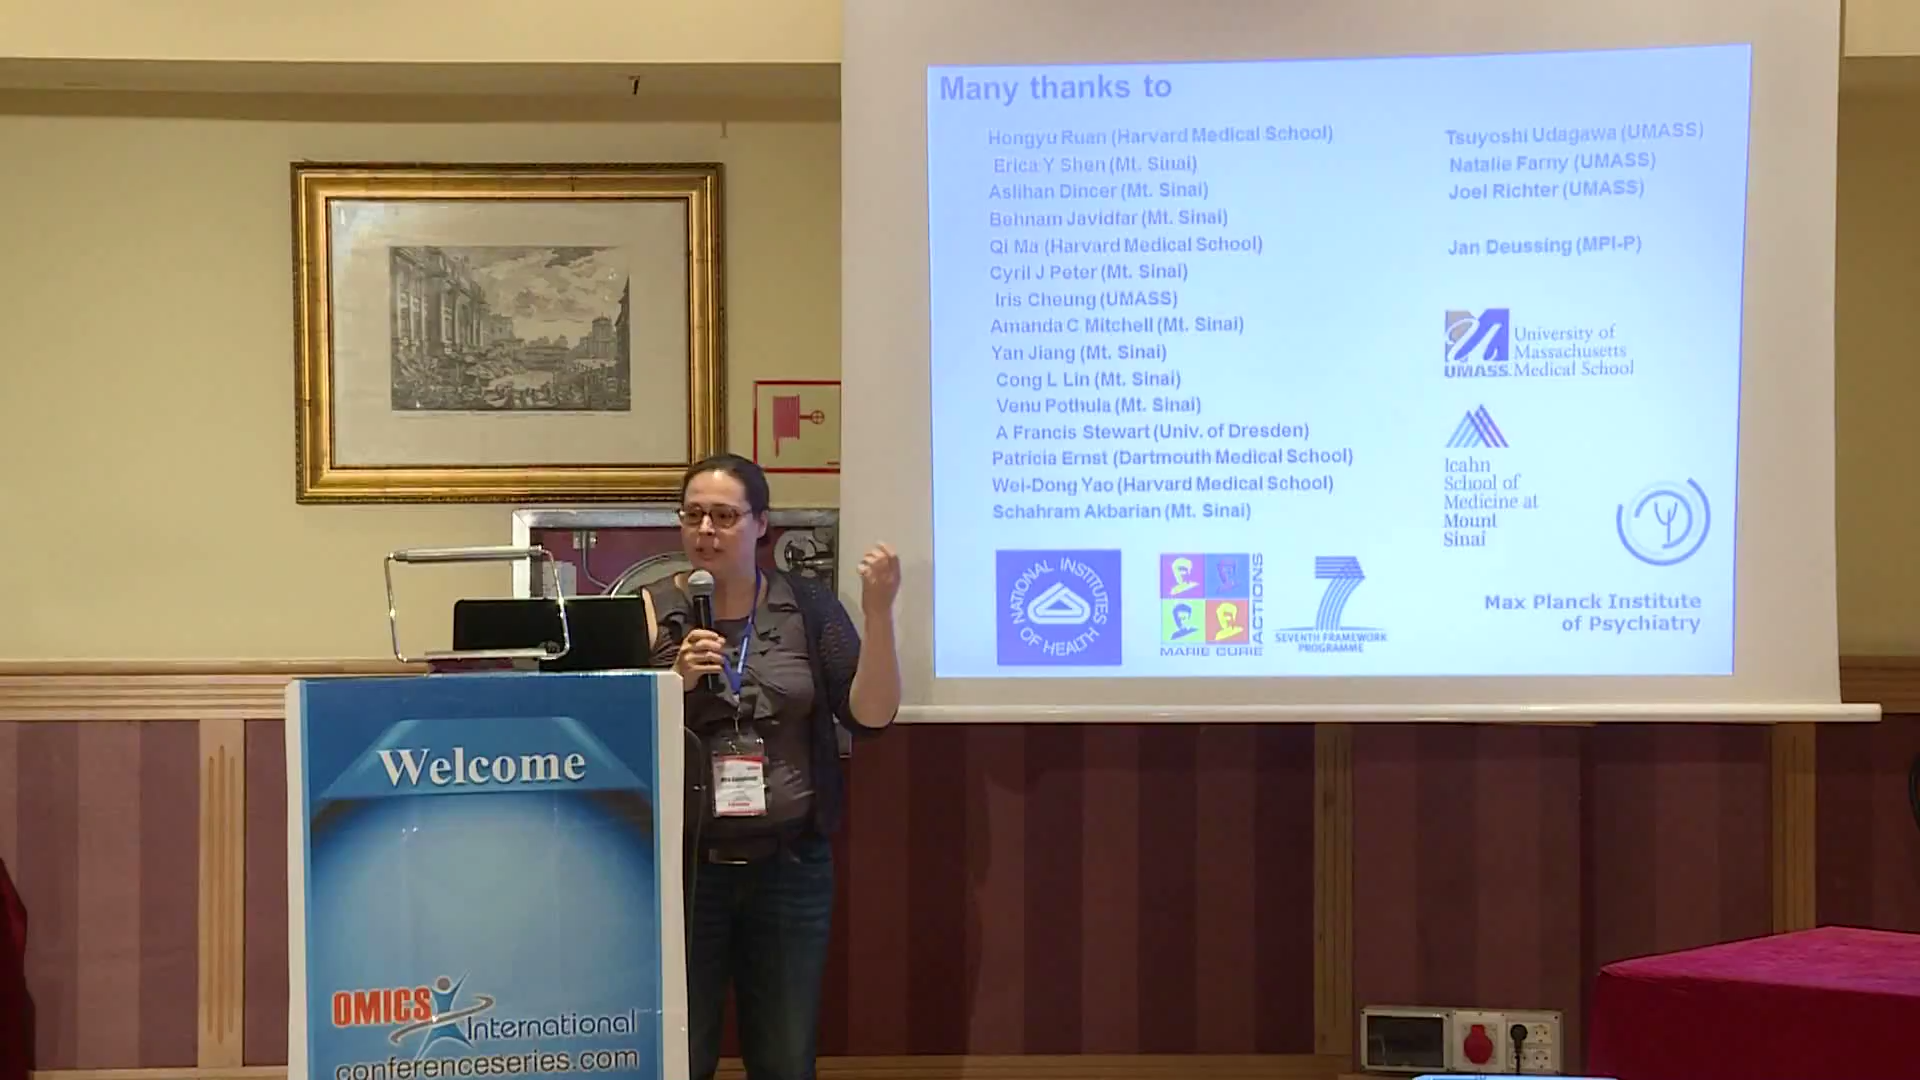 Many thanks to
Hongyu Ruan (Harvard Medical School)
Erica Y Shen (Mt. Sinai)
Aslihan Dincer (Mt. Sinai)
Behnam Javidfar (Mt. Sinai)
Qi Ma (Harvard Medical School)
Cyril J Peter (Mt. Sinai)
Iris Cheung (UMASS)
Amanda C Mitchell (Mt. Sinai)
Yan Jiang (Mt. Sinai)
Cong L Lin (Mt. Sinai)
Venu Pothula (Mt. Sinai)
A Francis Stewart (Univ. of Dresden)
Patricia Ernst (Dartmouth Medical School)
Wei-Dong Yao (Harvard Medical School)
Schahram Akbarian (Mt. Sinai)
Tsuyoshi Udagawa (UMASS)
Natalie Farny (UMASS)
Joel Richter (UMASS)
Jan Deussing (MPI-P)
UMASS.
University of
Massachusetts
Medical School
Icahn
School of
Medicine at
Mount
Sinai
NATIONAL INSTITUTES
OF HEALTH
MARIE CURIE
ACTIONS
SEVENTH FRAMEWORK
PROGRAMME
Max Planck Institute
of Psychiatry
Welcome
OMICS
International
conferenceseries.com